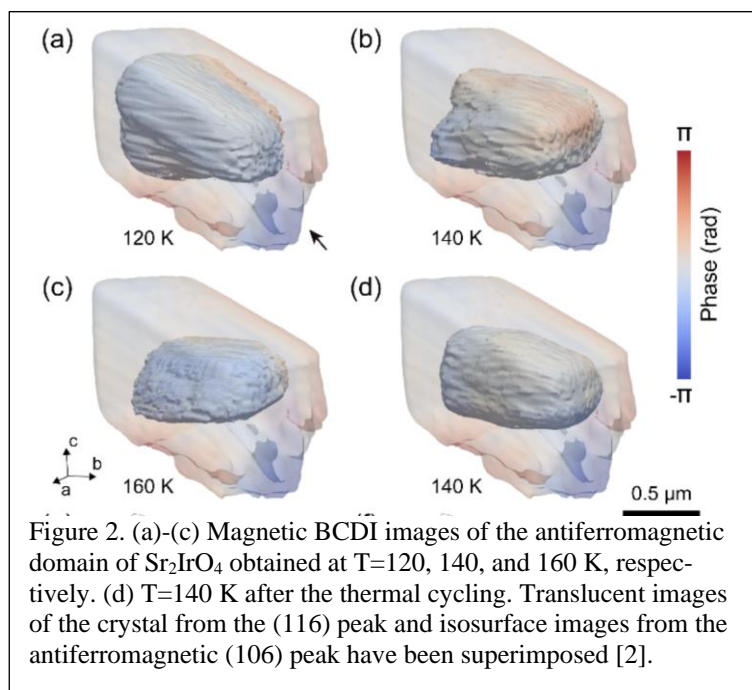 (a)
(b)
120 K
140 K
π
Phase (rad)
-π
(c)
(d)
c
b
a
160 K
140 K
0.5 μm
Figure 2. (a)-(c) Magnetic BCDI images of the antiferromagnetic
domain of Sr₂IrO₄ obtained at T=120, 140, and 160 K, respec-
tively. (d) T=140 K after the thermal cycling. Translucent images
of the crystal from the (116) peak and isosurface images from the
antiferromagnetic (106) peak have been superimposed [2].